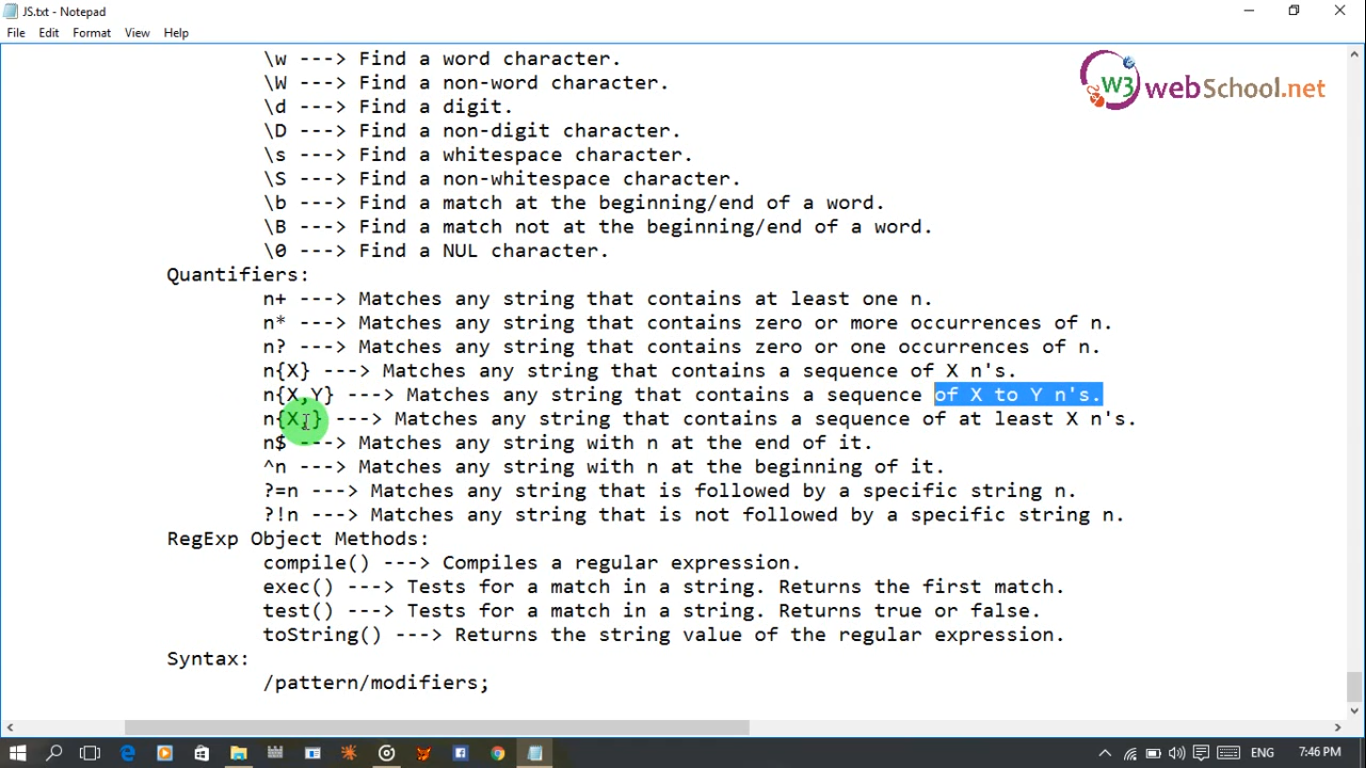 JS.txt - Notepad
File Edit Format View Help
\w ---> Find a word character.
\W ---> Find a non-word character.
\d ---> Find a digit.
\D ---> Find a non-digit character.
\s ---> Find a whitespace character.
\S ---> Find a non-whitespace character.
\b ---> Find a match at the beginning/end of a word.
\B ---> Find a match not at the beginning/end of a word.
\0 ---> Find a NUL character.
Quantifiers:
n+ ---> Matches any string that contains at least one n.
n* ---> Matches any string that contains zero or more occurrences of n.
n? ---> Matches any string that contains zero or one occurrences of n.
n{X} ---> Matches any string that contains a sequence of X n's.
n{X,Y} ---> Matches any string that contains a sequence of X to Y n's.
n{X,} ---> Matches any string that contains a sequence of at least X n's.
n$ ---> Matches any string with n at the end of it.
^n ---> Matches any string with n at the beginning of it.
?=n ---> Matches any string that is followed by a specific string n.
?!n ---> Matches any string that is not followed by a specific string n.
RegExp Object Methods:
compile() ---> Compiles a regular expression.
exec() ---> Tests for a match in a string. Returns the first match.
test() ---> Tests for a match in a string. Returns true or false.
toString() ---> Returns the string value of the regular expression.
Syntax:
/pattern/modifiers;
W3 webSchool.net
ENG 7:46 PM